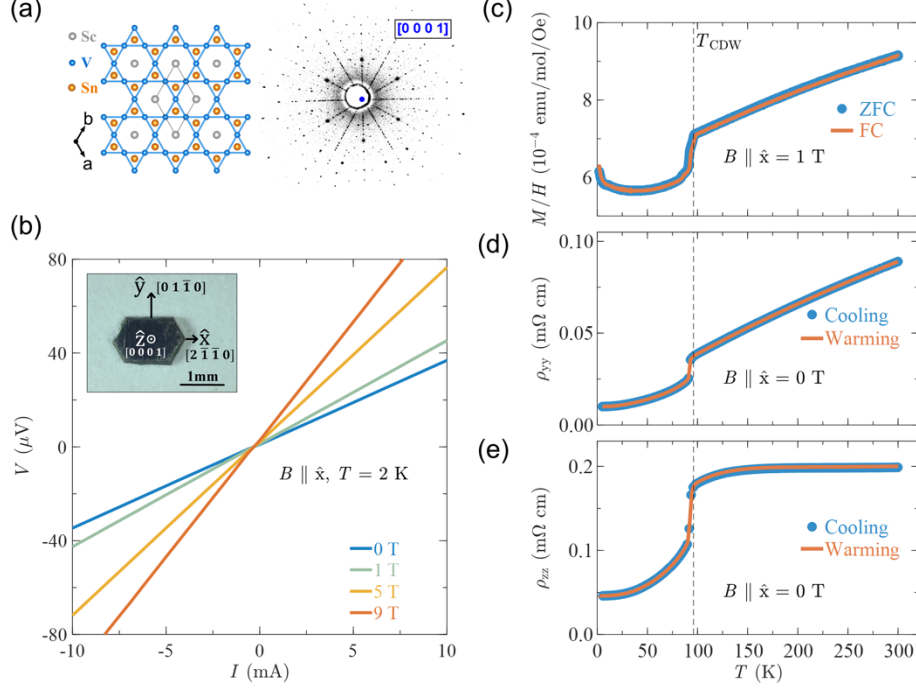 (a)
[0 0 0 1]
Sc
V
Sn
b
a
(b)
80
40
0
-40
-80
V (μV)
ŷ
[0 1 1̄ 0]
ẑ
[0 0 0 1]
x̂
[2 1̄ 1̄ 0]
1mm
B ∥ x̂, T = 2 K
0 T
1 T
5 T
9 T
-10
-5
0
5
10
I (mA)
(c)
10
8
6
M/H (10⁻⁴ emu/mol/Oe)
T_CDW
ZFC
FC
B ∥ x̂ = 1 T
(d)
0.10
0.05
0.00
ρ_yy (mΩ cm)
Cooling
Warming
B ∥ x̂ = 0 T
(e)
0.2
0.1
0.0
ρ_zz (mΩ cm)
Cooling
Warming
B ∥ x̂ = 0 T
0
50
100
150
200
250
300
T (K)